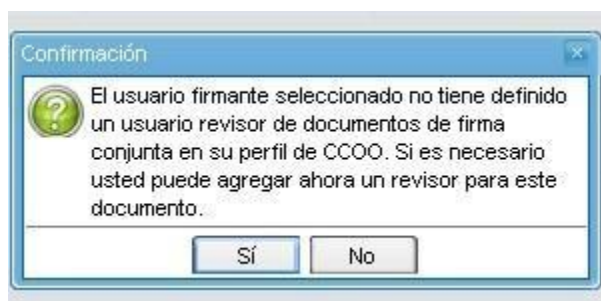 Confirmación
El usuario firmante seleccionado no tiene definido
un usuario revisor de documentos de firma
conjunta en su perfil de CCOO. Si es necesario
usted puede agregar ahora un revisor para este
documento.
Sí
No